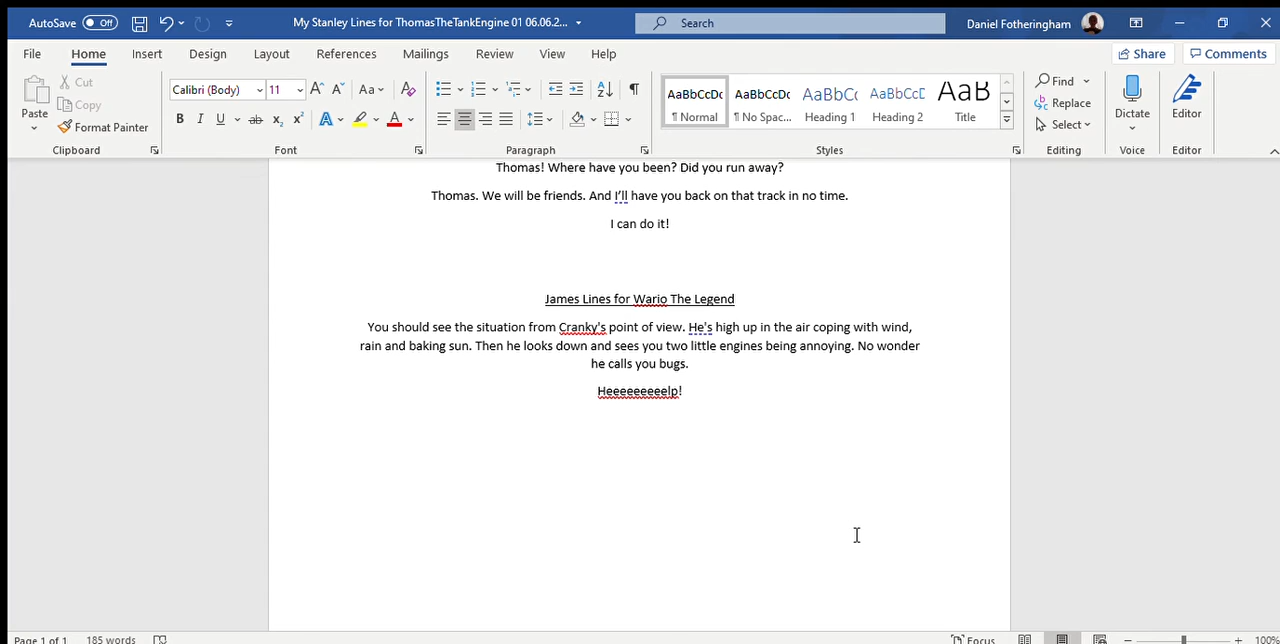 AutoSave Off My Stanley Lines for ThomasTheTankEngine 01 06.06.2... Search Daniel Fotheringham
File Home Insert Design Layout References Mailings Review View Help Share Comments
Paste Cut Copy Format Painter
Calibri (Body) 11 A A Aa A
B I U ab x₂ x² A A
AaBbCcDc AaBbCcDc AaBbCc AaBbCcE AaB
¶ Normal ¶ No Spac... Heading 1 Heading 2 Title
Find Replace Select
Dictate Editor
Clipboard Font Paragraph Styles Editing Voice Editor
Thomas! Where have you been? Did you run away?
Thomas. We will be friends. And I’ll have you back on that track in no time.
I can do it!
James Lines for Wario The Legend
You should see the situation from Cranky's point of view. He's high up in the air coping with wind,
rain and baking sun. Then he looks down and sees you two little engines being annoying. No wonder
he calls you bugs.
Heeeeeeeeelp!
Page 1 of 1 185 words Focus 100%